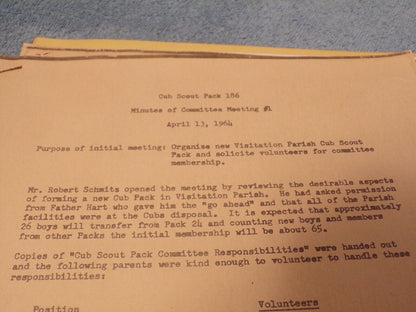 Cub Scout Pack 186
Minutes of Committee Meeting #1
April 13, 1964
Purpose of initial meeting: Organize new Visitation Parish Cub Scout
Pack and solicite volunteers for committee
membership.
Mr. Robert Schmits opened the meeting by reviewing the desirable aspects
of forming a new Cub Pack in Visitation Parish. He had asked permission
from Father Hart who gave him the "go ahead" and that all of the Parish
facilities were at the Cubs disposal. It is expected that approximately
26 boys will transfer from Pack 24 and counting new boys and members
from other Packs the initial membership will be about 65.
Copies of "Cub Scout Pack Committee Responsibilities" were handed out
and the following parents were kind enough to volunteer to handle these
responsibilities:
Position Volunteers